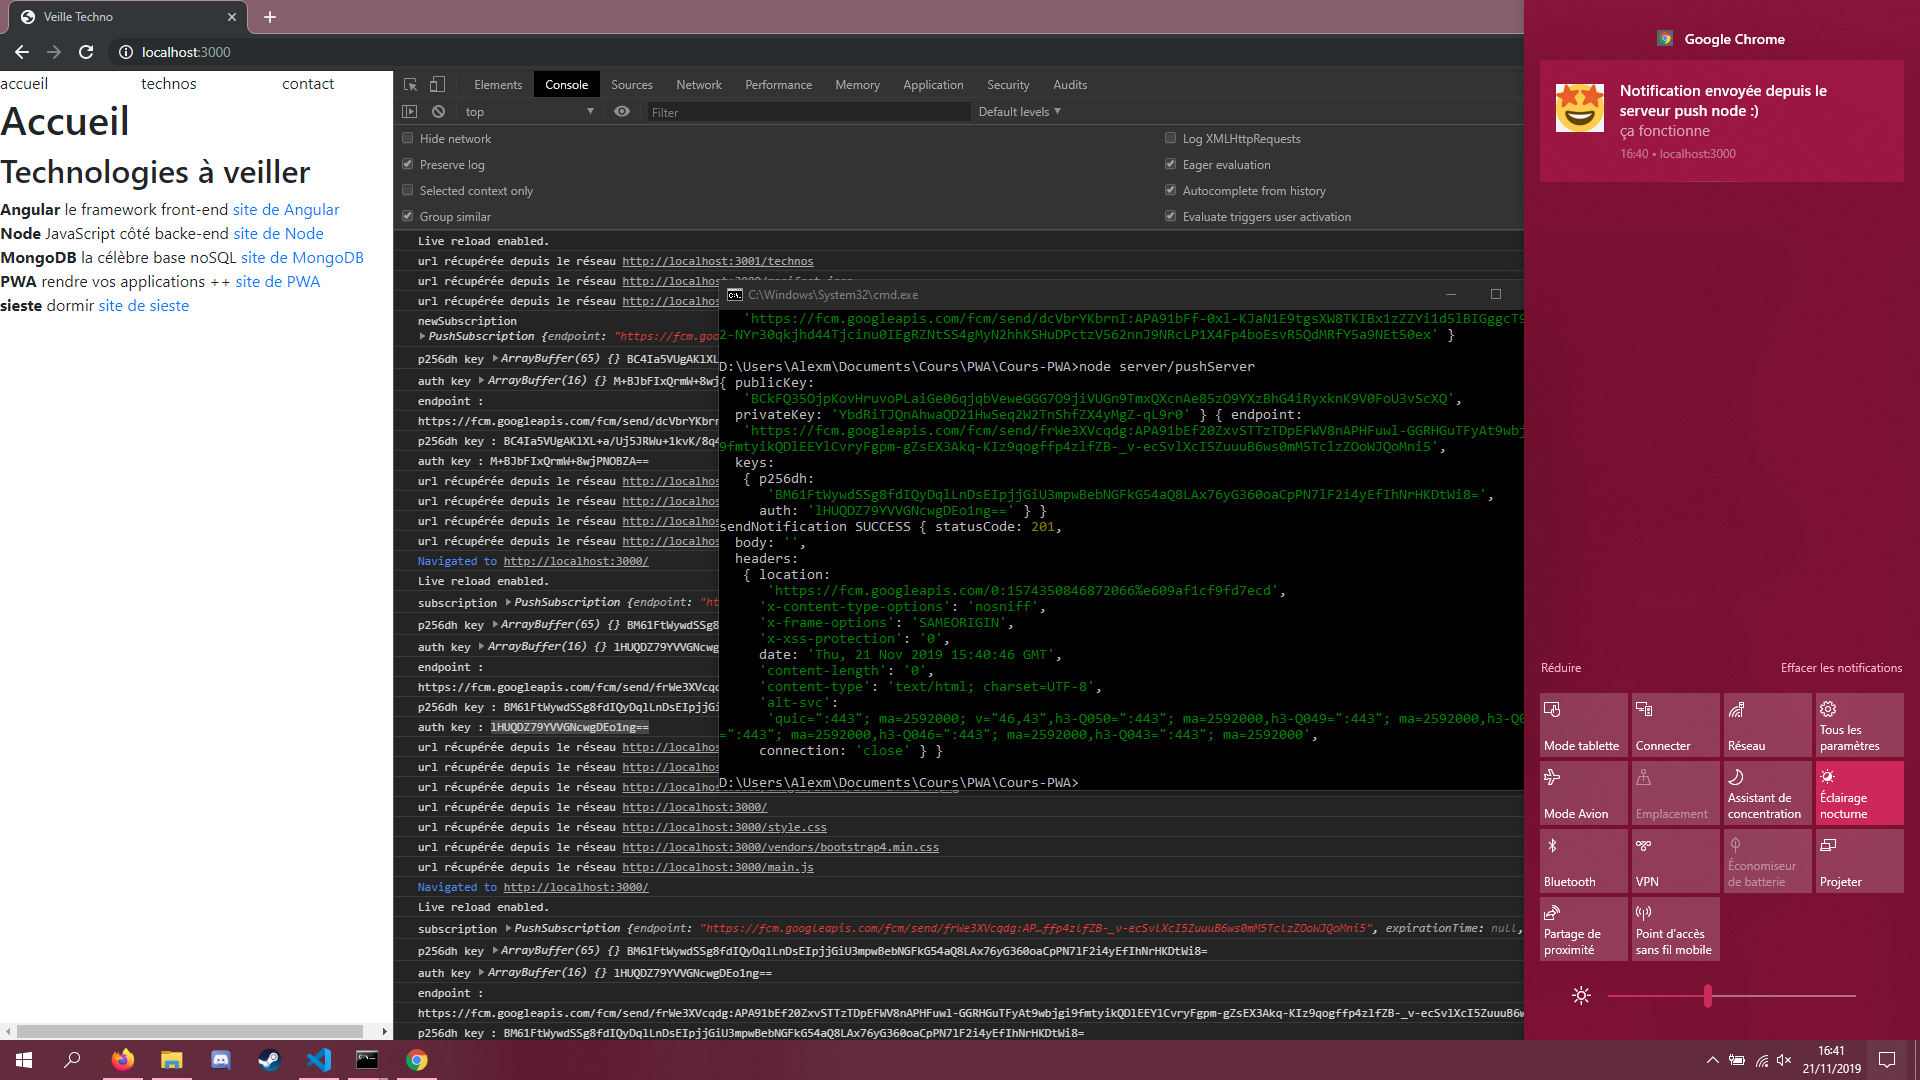 Veille Techno
localhost:3000
accueil technos contact
Accueil
Technologies à veiller
Angular le framework front-end site de Angular
Node JavaScript côté backe-end site de Node
MongoDB la célèbre base noSQL site de MongoDB
PWA rendre vos applications ++ site de PWA
sieste dormir site de sieste
Elements Console Sources Network Performance Memory Application Security Audits
top Filter Default levels
Hide network Log XMLHttpRequests
Preserve log Eager evaluation
Selected context only Autocomplete from history
Group similar Evaluate triggers user activation
Live reload enabled.
url récupérée depuis le réseau http://localhost:3001/technos
url récupérée depuis le réseau
url récupérée depuis le réseau http://loca
newSubscription
PushSubscription {endpoint: "https://fcm.goo
p256dh key ArrayBuffer(65) {} BC4Ia5VUgAKlXL
auth key ArrayBuffer(16) {} M+BJbFIxQrmW+8wj
endpoint :
https://fcm.googleapis.com/fcm/send/dcVbrYKbrn
p256dh key : BC4Ia5VUgAKlXL+a/Uj5JRWu+1kvK/8q4
auth key : M+BJbFIxQrmW+8wjPNOBZA==
url récupérée depuis le réseau http://loca
url récupérée depuis le réseau http://loca
url récupérée depuis le réseau http://loca
url récupérée depuis le réseau http://loca
Navigated to http://localhost:3000/
Live reload enabled.
subscription PushSubscription {endpoint: "ht
p256dh key ArrayBuffer(65) {} BM61FtWywdSSg8
auth key ArrayBuffer(16) {} lHUQDZ79YVVGNcwg
endpoint :
https://fcm.googleapis.com/fcm/send/frWe3XVcqd
p256dh key : BM61FtWywdSSg8fdIQyDqlLnDsEIpjjGi
auth key : lHUQDZ79YVVGNcwgDEo1ng==
url récupérée depuis le réseau http://loca
url récupérée depuis le réseau http://loca
url récupérée depuis le réseau
url récupérée depuis le réseau http://localhost:3000/
url récupérée depuis le réseau http://localhost:3000/style.css
url récupérée depuis le réseau http://localhost:3000/vendors/bootstrap4.min.css
url récupérée depuis le réseau http://localhost:3000/main.js
Navigated to http://localhost:3000/
Live reload enabled.
subscription PushSubscription {endpoint: "https://fcm.googleapis.com/fcm/send/frWe3XVcqdg:AP…ffp4zlfZB-_v-ecSvlXcI5ZuuuB6ws0mM5TclzZOoWJQoMni5", expirationTime: null,
p256dh key ArrayBuffer(65) {} BM61FtWywdSSg8fdIQyDqlLnDsEIpjjGiU3mpwBebNGFkG54aQ8LAx76yG360oaCpPN7lF2i4yEfIhNrHKDtWi8=
auth key ArrayBuffer(16) {} lHUQDZ79YVVGNcwgDEo1ng==
endpoint :
https://fcm.googleapis.com/fcm/send/frWe3XVcqdg:APA91bEf20ZxvSTTzTDpEFWV8nAPHFuwl-GGRHGuTFyAt9wbjgi9fmtyikQDlEEYlCvryFgpm-gZsEX3Akq-KIz9qogffp4zlfZB-_v-ecSvlXcI5ZuuuB6w
p256dh key : BM61FtWywdSSg8fdIQyDqlLnDsEIpjjGiU3mpwBebNGFkG54aQ8LAx76yG360oaCpPN7lF2i4yEfIhNrHKDtWi8=
C:\Windows\System32\cmd.exe
'https://fcm.googleapis.com/fcm/send/dcVbrYKbrnI:APA91bFf-0xl-KJaN1E9tgsXW8TKIBx1zZZYi1d5lBIGggcT9
2-NYr30qkjhd44Tjcinu0IEgRZNtSS4gMyN2hhKSHuDPctzV562nnJ9NRcLP1X4Fp4boEsvR5QdMRfY5a9NEt50ex' }
D:\Users\Alexm\Documents\Cours\PWA\Cours-PWA>node server/pushServer
{ publicKey:
'BCkFQ35OjpKovHruvoPLaiGe06qjqbVeweGGG7O9jiVUGn9TmxQXcnAe85zO9YXzBhG4iRyxknK9V0FoU3vScXQ',
privateKey: 'YbdRiTJQnAhwaQD21HwSeq2W2TnShfZX4yMgZ-qL9r0' } { endpoint:
'https://fcm.googleapis.com/fcm/send/frWe3XVcqdg:APA91bEf20ZxvSTTzTDpEFWV8nAPHFuwl-GGRHGuTFyAt9wbj
9fmtyikQDlEEYlCvryFgpm-gZsEX3Akq-KIz9qogffp4zlfZB-_v-ecSvlXcI5ZuuuB6ws0mM5TclzZOoWJQoMni5',
keys:
{ p256dh:
'BM61FtWywdSSg8fdIQyDqlLnDsEIpjjGiU3mpwBebNGFkG54aQ8LAx76yG360oaCpPN7lF2i4yEfIhNrHKDtWi8=',
auth: 'lHUQDZ79YVVGNcwgDEo1ng==' } }
sendNotification SUCCESS { statusCode: 201,
body: '',
headers:
{ location:
'https://fcm.googleapis.com/0:1574350846872066%e609af1cf9fd7ecd',
'x-content-type-options': 'nosniff',
'x-frame-options': 'SAMEORIGIN',
'x-xss-protection': '0',
date: 'Thu, 21 Nov 2019 15:40:46 GMT',
'content-length': '0',
'content-type': 'text/html; charset=UTF-8',
'alt-svc':
'quic=":443"; ma=2592000; v="46,43",h3-Q050=":443"; ma=2592000,h3-Q049=":443"; ma=2592000,h3-Q0
=":443"; ma=2592000,h3-Q046=":443"; ma=2592000,h3-Q043=":443"; ma=2592000',
connection: 'close' } }
D:\Users\Alexm\Documents\Cours\PWA\Cours-PWA>
Google Chrome
Notification envoyée depuis le
serveur push node :)
ça fonctionne
16:40 • localhost:3000
Réduire Effacer les notifications
Mode tablette
Connecter
Réseau
Tous les
paramètres
Mode Avion
Emplacement
Assistant de
concentration
Éclairage
nocturne
Bluetooth
VPN
Économiseur
de batterie
Projeter
Partage de
proximité
Point d'accès
sans fil mobile
16:41
21/11/2019